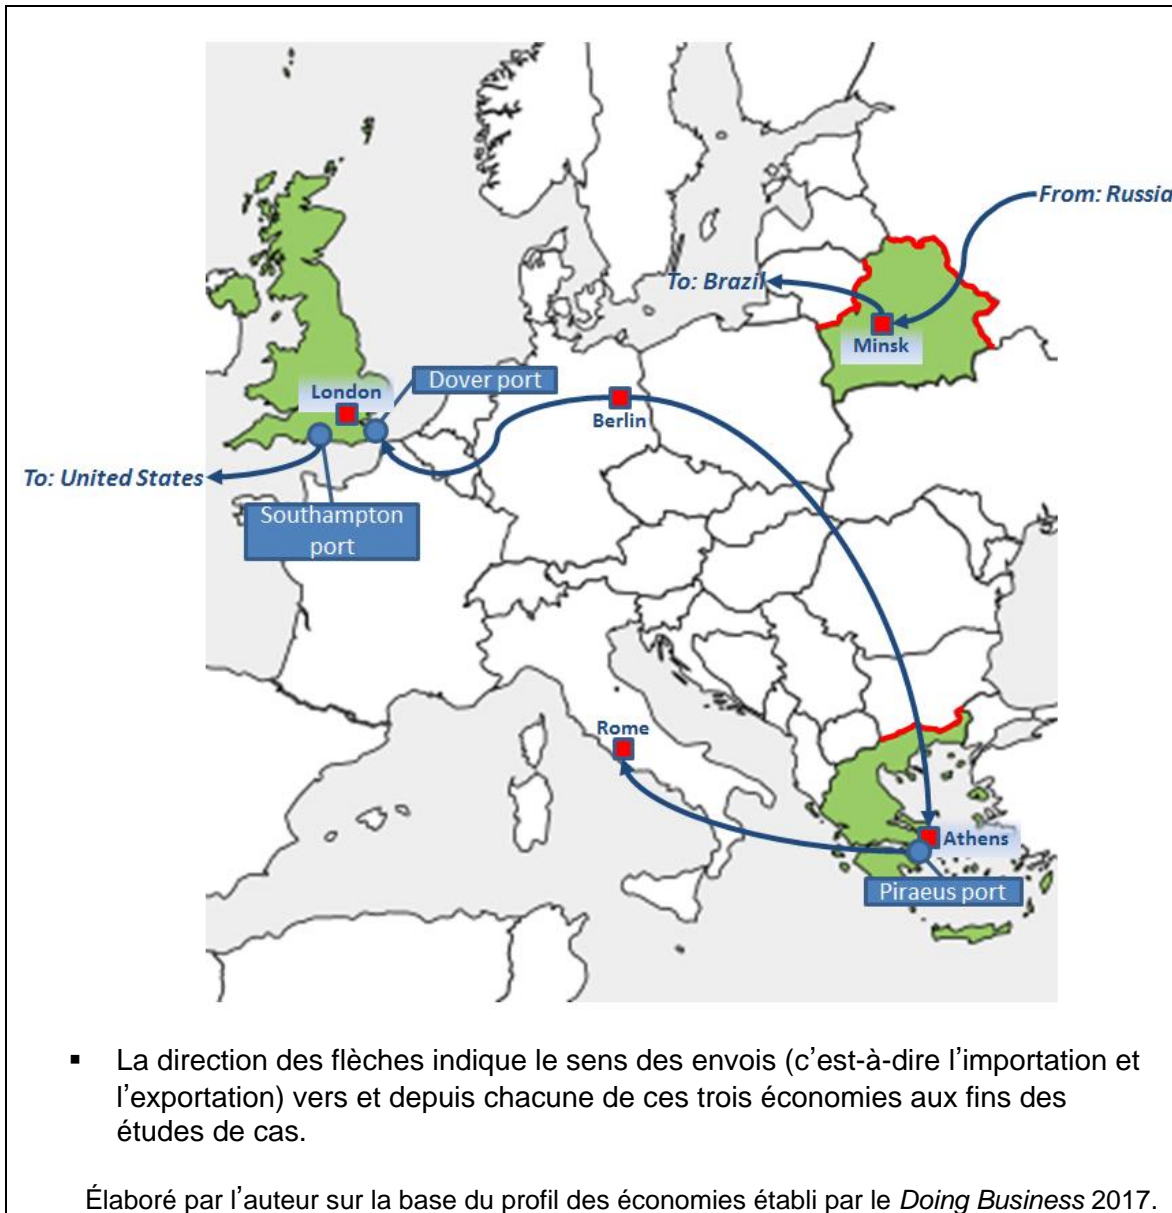 From: Russia
To: Brazil
Minsk
Dover port
London
Berlin
To: United States
Southampton
port
Rome
Athens
Piraeus port
▪ La direction des flèches indique le sens des envois (c’est-à-dire l’importation et
l’exportation) vers et depuis chacune de ces trois économies aux fins des
études de cas.
Élaboré par l’auteur sur la base du profil des économies établi par le Doing Business 2017.